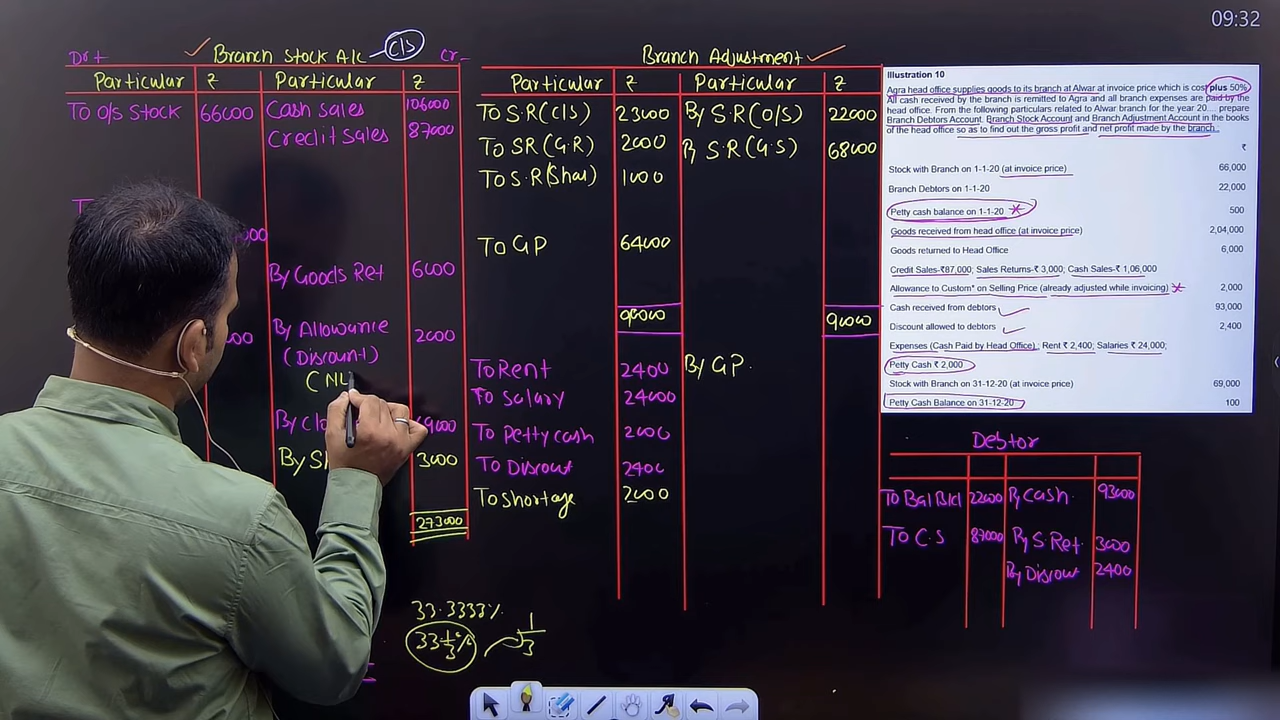 09:32
Dr +
Branch Stock A/c
C/S
Cr -
Particular ₹ Particular ₹
To O/S Stock 66000 Cash Sales 106000
Credit Sales 87000
By Goods Ret 6000
By Allowance 2000
(Discount)
3000
273000
33.3333%
33 1/3 %
1/3
Branch Adjustment
Particular ₹ Particular ₹
To S.R (C/S) 23000 By S.R (O/S) 22000
To SR (G.R) 2000 By S.R (G.S) 68000
To S.R (Shor) 1000
To GP 64000
90000 90000
To Rent 2400 By GP.
To Salary 24000
To Petty cash 2000
To Discout 2400
To Shortage 2000
Illustration 10
Agra head office supplies goods to its branch at Alwar at invoice price which is cost plus 50%
All cash received by the branch is remitted to Agra and all branch expenses are paid by the
head office. From the following particulars related to Alwar branch for the year 20.... prepare
Branch Debtors Account, Branch Stock Account and Branch Adjustment Account in the books
of the head office so as to find out the gross profit and net profit made by the branch.
₹
Stock with Branch on 1-1-20 (at invoice price) 66,000
Branch Debtors on 1-1-20 22,000
Petty cash balance on 1-1-20 500
Goods received from head office (at invoice price) 2,04,000
Goods returned to Head Office 6,000
Credit Sales-₹87,000; Sales Returns-₹ 3,000; Cash Sales-₹ 1,06,000
Allowance to Custom" on Selling Price (already adjusted while invoicing) 2,000
Cash received from debtors 93,000
Discount allowed to debtors 2,400
Expenses (Cash Paid by Head Office) ; Rent ₹ 2,400; Salaries ₹ 24,000;
Petty Cash ₹ 2,000
Stock with Branch on 31-12-20 (at invoice price) 69,000
Petty Cash Balance on 31-12-20 100
Debtor
To Bal B/d 22000 By Cash. 93000
To C.S 87000 By S.Ret. 3000
By Discout 2400